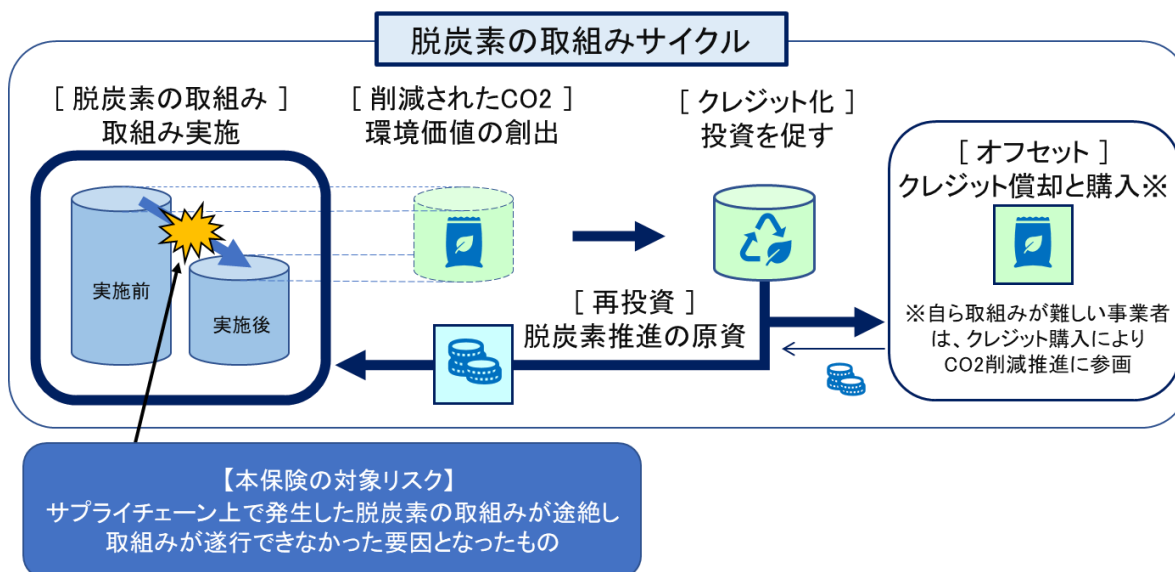 脱炭素の取組みサイクル
[ 脱炭素の取組み ]
取組み実施
[ 削減されたCO2 ]
環境価値の創出
[ クレジット化 ]
投資を促す
[ オフセット ]
クレジット償却と購入※
実施前
実施後
[ 再投資 ]
脱炭素推進の原資
※自ら取組みが難しい事業者
は、クレジット購入により
CO2削減推進に参画
【本保険の対象リスク】
サプライチェーン上で発生した脱炭素の取組みが途絶し
取組みが遂行できなかった要因となったもの